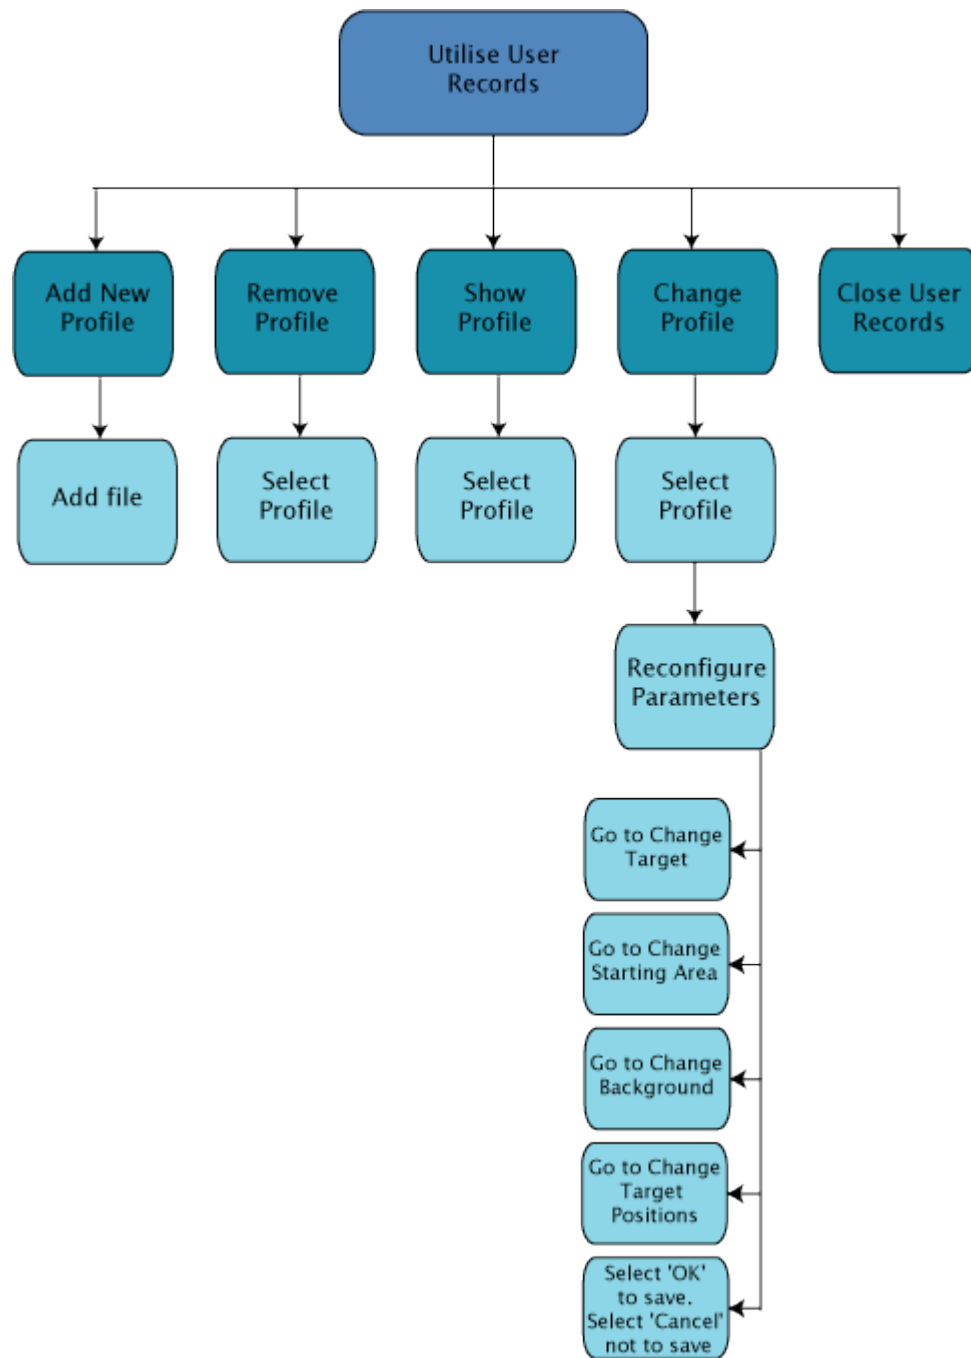 Utilise User
Records
Add New
Profile
Remove
Profile
Show
Profile
Change
Profile
Close User
Records
Add file
Select
Profile
Select
Profile
Select
Profile
Reconfigure
Parameters
Go to Change
Target
Go to Change
Starting Area
Go to Change
Background
Go to Change
Target
Positions
Select 'OK'
to save.
Select 'Cancel'
not to save